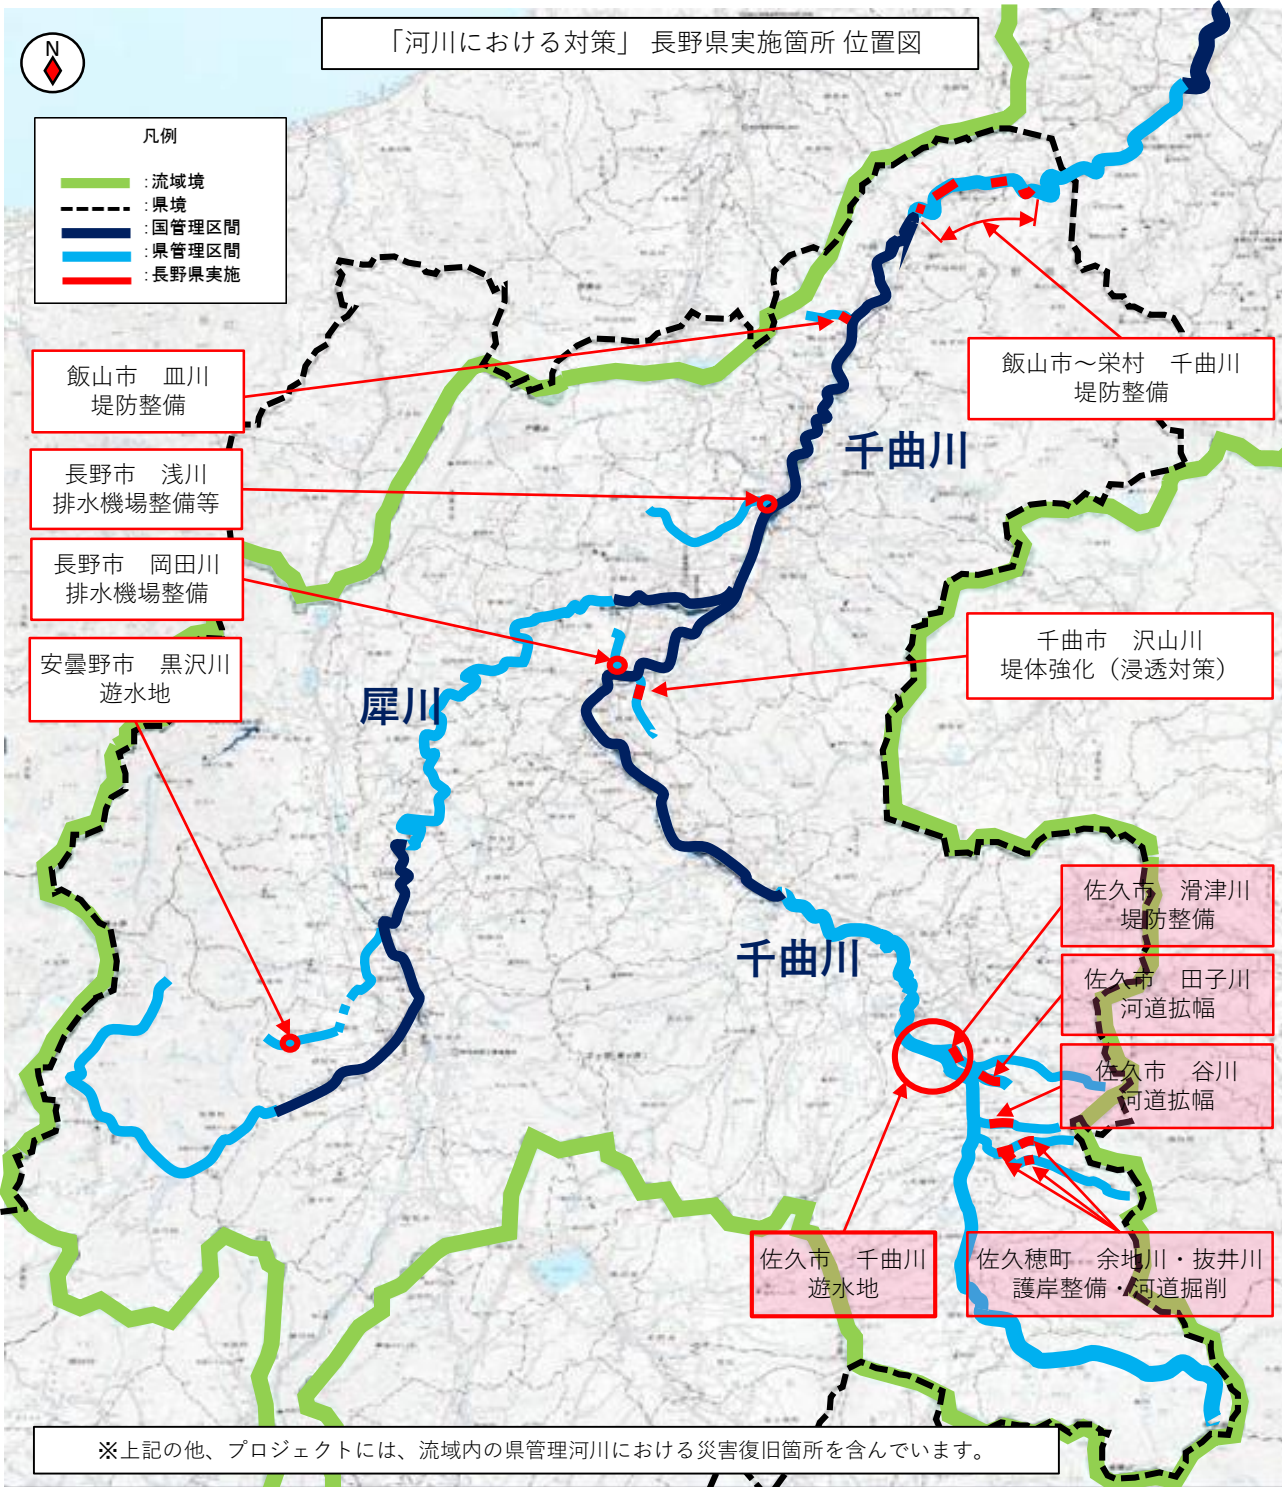 「河川における対策」 長野県実施箇所 位置図
N
凡例
:流域境
:県境
:国管理区間
:県管理区間
:長野県実施
飯山市 皿川
堤防整備
飯山市～栄村 千曲川
堤防整備
千曲川
長野市 浅川
排水機場整備等
長野市 岡田川
排水機場整備
安曇野市 黒沢川
遊水地
千曲市 沢山川
堤体強化（浸透対策）
犀川
千曲川
佐久市 滑津川
堤防整備
佐久市 田子川
河道拡幅
佐久市 谷川
河道拡幅
佐久市 千曲川
遊水地
佐久穂町 余地川・抜井川
護岸整備・河道掘削
※上記の他、プロジェクトには、流域内の県管理河川における災害復旧箇所を含んでいます。